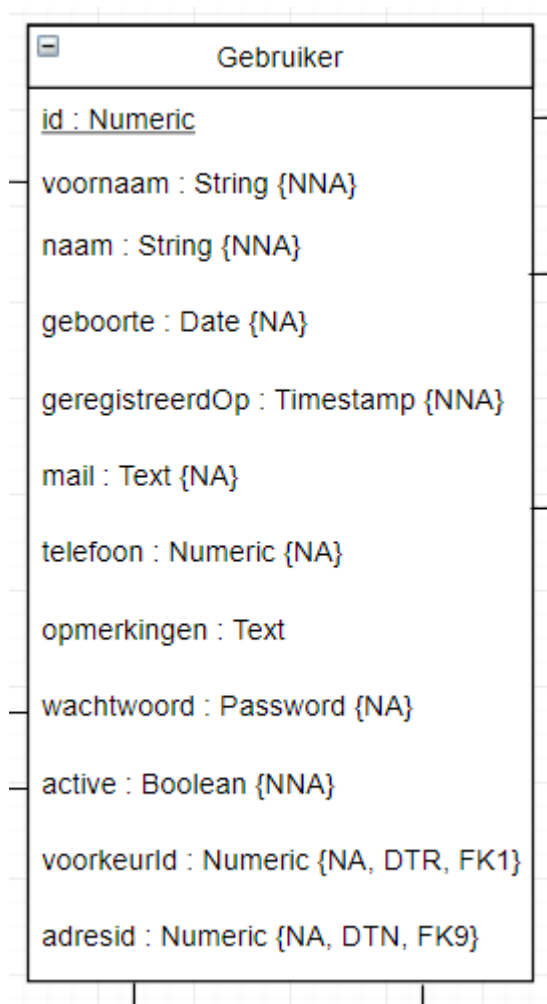 Gebruiker
id : Numeric
voornaam : String {NNA}
naam : String {NNA}
geboorte : Date {NA}
geregistreerdOp : Timestamp {NNA}
mail : Text {NA}
telefoon : Numeric {NA}
opmerkingen : Text
wachtwoord : Password {NA}
active : Boolean {NNA}
voorkeurId : Numeric {NA, DTR, FK1}
adresid : Numeric {NA, DTN, FK9}